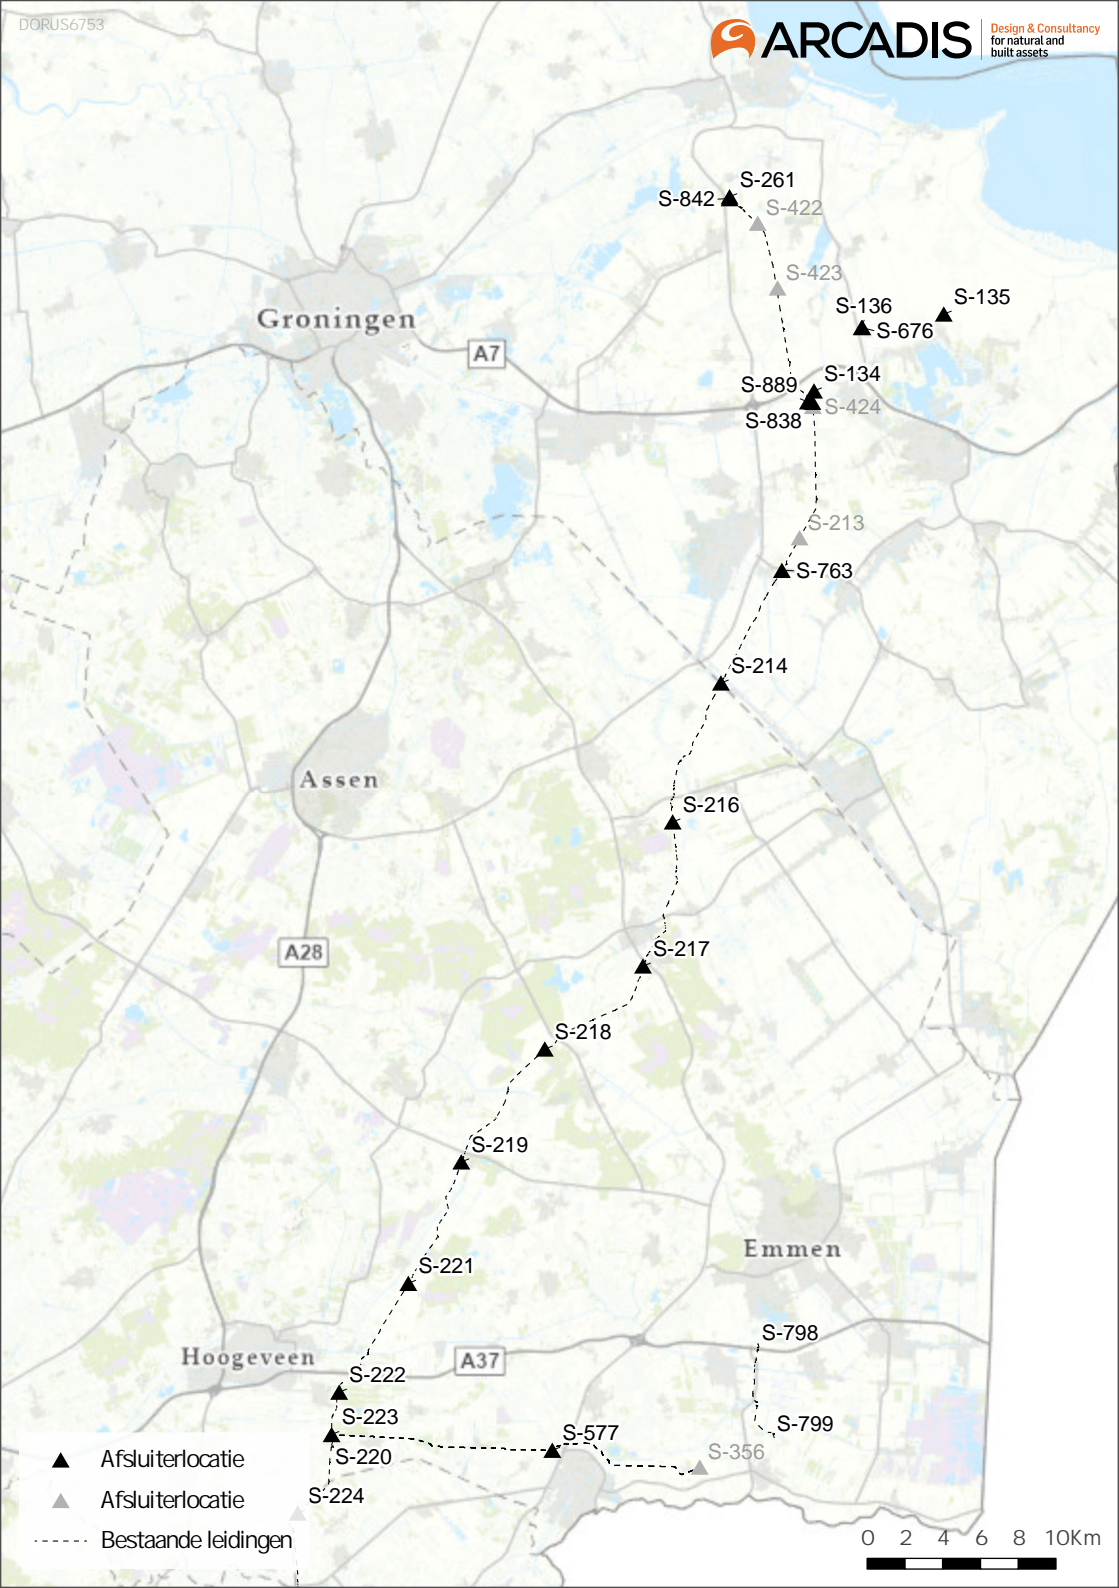 DORUS6753
ARCADIS
Design & Consultancy
for natural and
built assets
S-261
S-842
S-422
S-423
S-135
S-136
S-676
Groningen
A7
S-134
S-889
S-424
S-838
S-213
S-763
S-214
Assen
S-216
A28
S-217
S-218
S-219
Emmen
S-221
S-798
Hoogeveen
A37
S-222
S-223
S-799
S-577
S-356
S-220
S-224
Afsluiterlocatie
Afsluiterlocatie
Bestaande leidingen
0 2 4 6 8 10Km